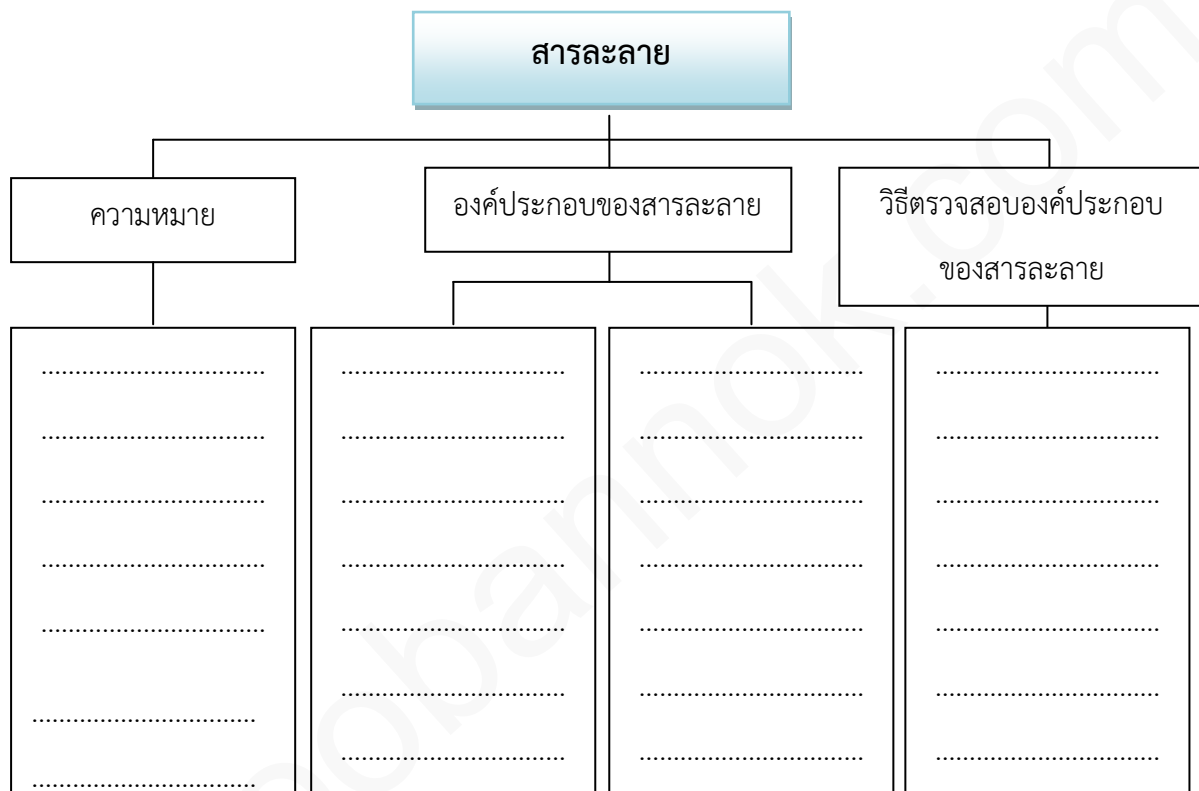 สารละลาย
ความหมาย
องค์ประกอบของสารละลาย
วิธีตรวจสอบองค์ประกอบ
ของสารละลาย